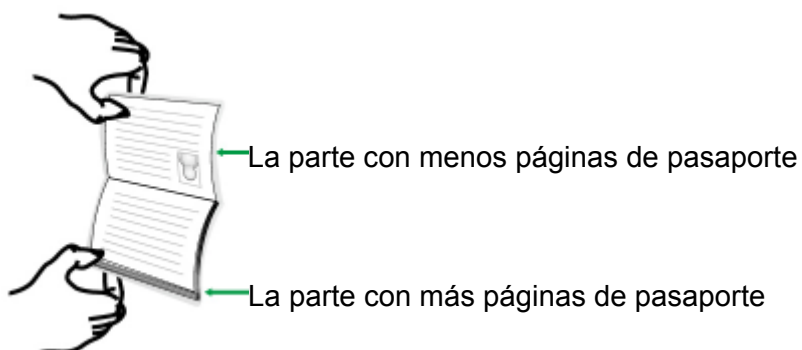 La parte con menos páginas de pasaporte
La parte con más páginas de pasaporte